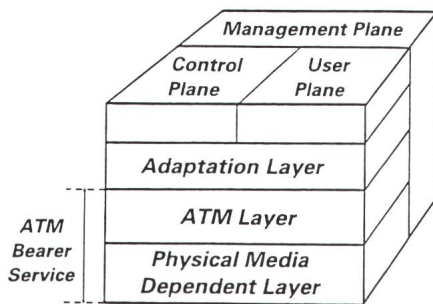 Management Plane
Control
Plane
User
Plane
Adaptation Layer
ATM Layer
ATM
Bearer
Service
Physical Media
Dependent Layer